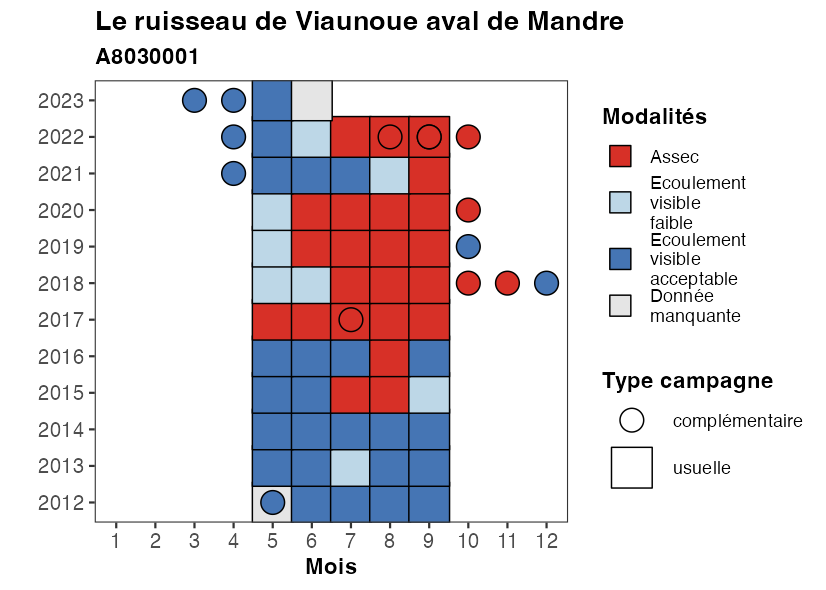 Le ruisseau de Viaunoue aval de Mandre
A8030001
2023
2022
2021
2020
2019
2018
2017
2016
2015
2014
2013
2012
1 2 3 4 5 6 7 8 9 10 11 12
Mois
Modalités
Assec
Ecoulement
visible
faible
Ecoulement
visible
acceptable
Donnée
manquante
Type campagne
complémentaire
usuelle